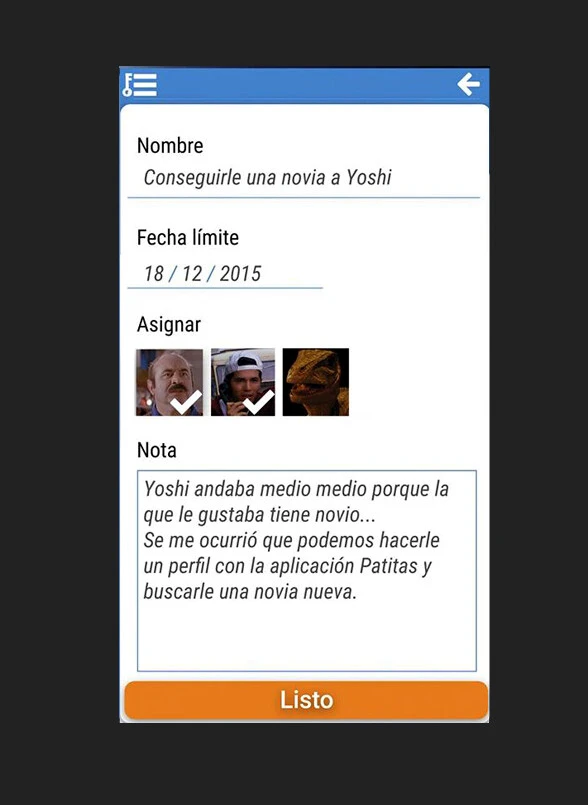 Nombre
Conseguirle una novia a Yoshi
Fecha límite
18 / 12 / 2015
Asignar
Nota
Yoshi andaba medio medio porque la
que le gustaba tiene novio...
Se me ocurrió que podemos hacerle
un perfil con la aplicación Patitas y
buscarle una novia nueva.
Listo